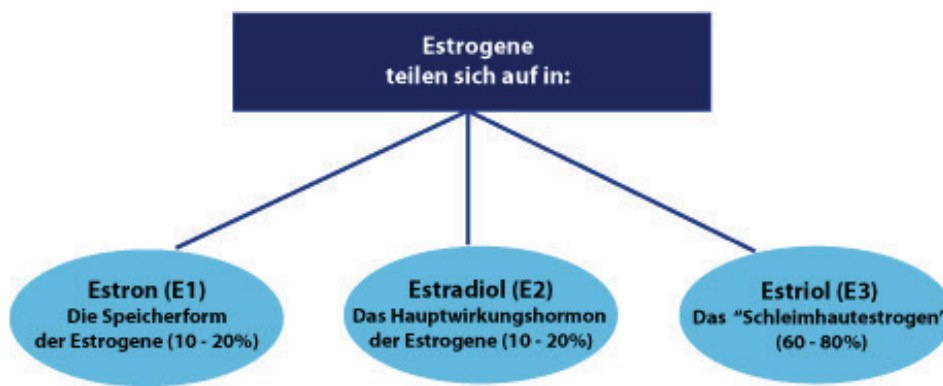 Estrogene
teilen sich auf in:
Estron (E1)
Die Speicherform
der Estrogene (10 - 20%)
Estradiol (E2)
Das Hauptwirkungshormon
der Estrogene (10 - 20%)
Estriol (E3)
Das "Schleimhautestrogen"
(60 - 80%)